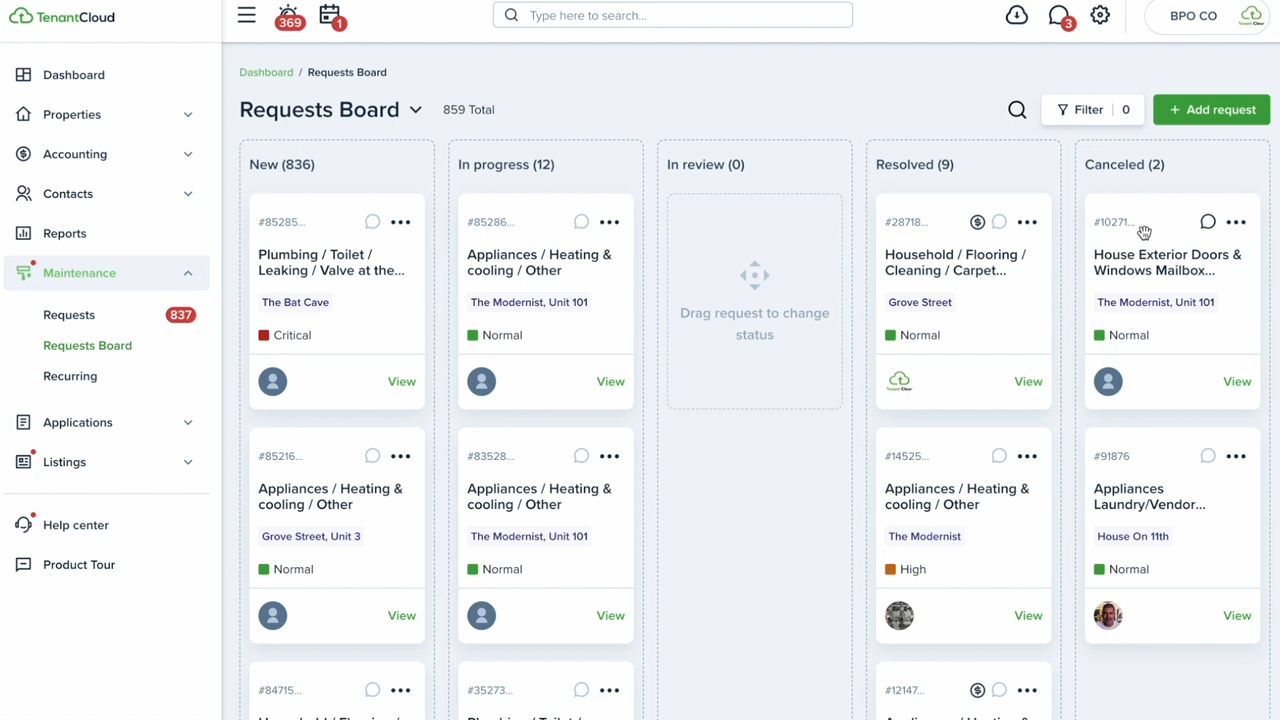 TenantCloud
369
1
Type here to search...
3
BPO CO
Dashboard
Properties
Accounting
Contacts
Reports
Maintenance
Requests 837
Requests Board
Recurring
Applications
Listings
Help center
Product Tour
Dashboard / Requests Board
Requests Board 859 Total
Filter 0
+ Add request
New (836)
#85285...
Plumbing / Toilet /
Leaking / Valve at the...
The Bat Cave
Critical
View
#85216...
Appliances / Heating &
cooling / Other
Grove Street, Unit 3
Normal
View
#84715...
In progress (12)
#85286...
Appliances / Heating &
cooling / Other
The Modernist, Unit 101
Normal
View
#83528...
Appliances / Heating &
cooling / Other
The Modernist, Unit 101
Normal
View
#35273...
In review (0)
Drag request to change
status
Resolved (9)
#28718...
Household / Flooring /
Cleaning / Carpet...
Grove Street
Normal
Tenant Cloud
View
#14525...
Appliances / Heating &
cooling / Other
The Modernist
High
View
#12147...
Canceled (2)
#10271...
House Exterior Doors &
Windows Mailbox...
The Modernist, Unit 101
Normal
View
#91876
Appliances
Laundry/Vendor...
House On 11th
Normal
View